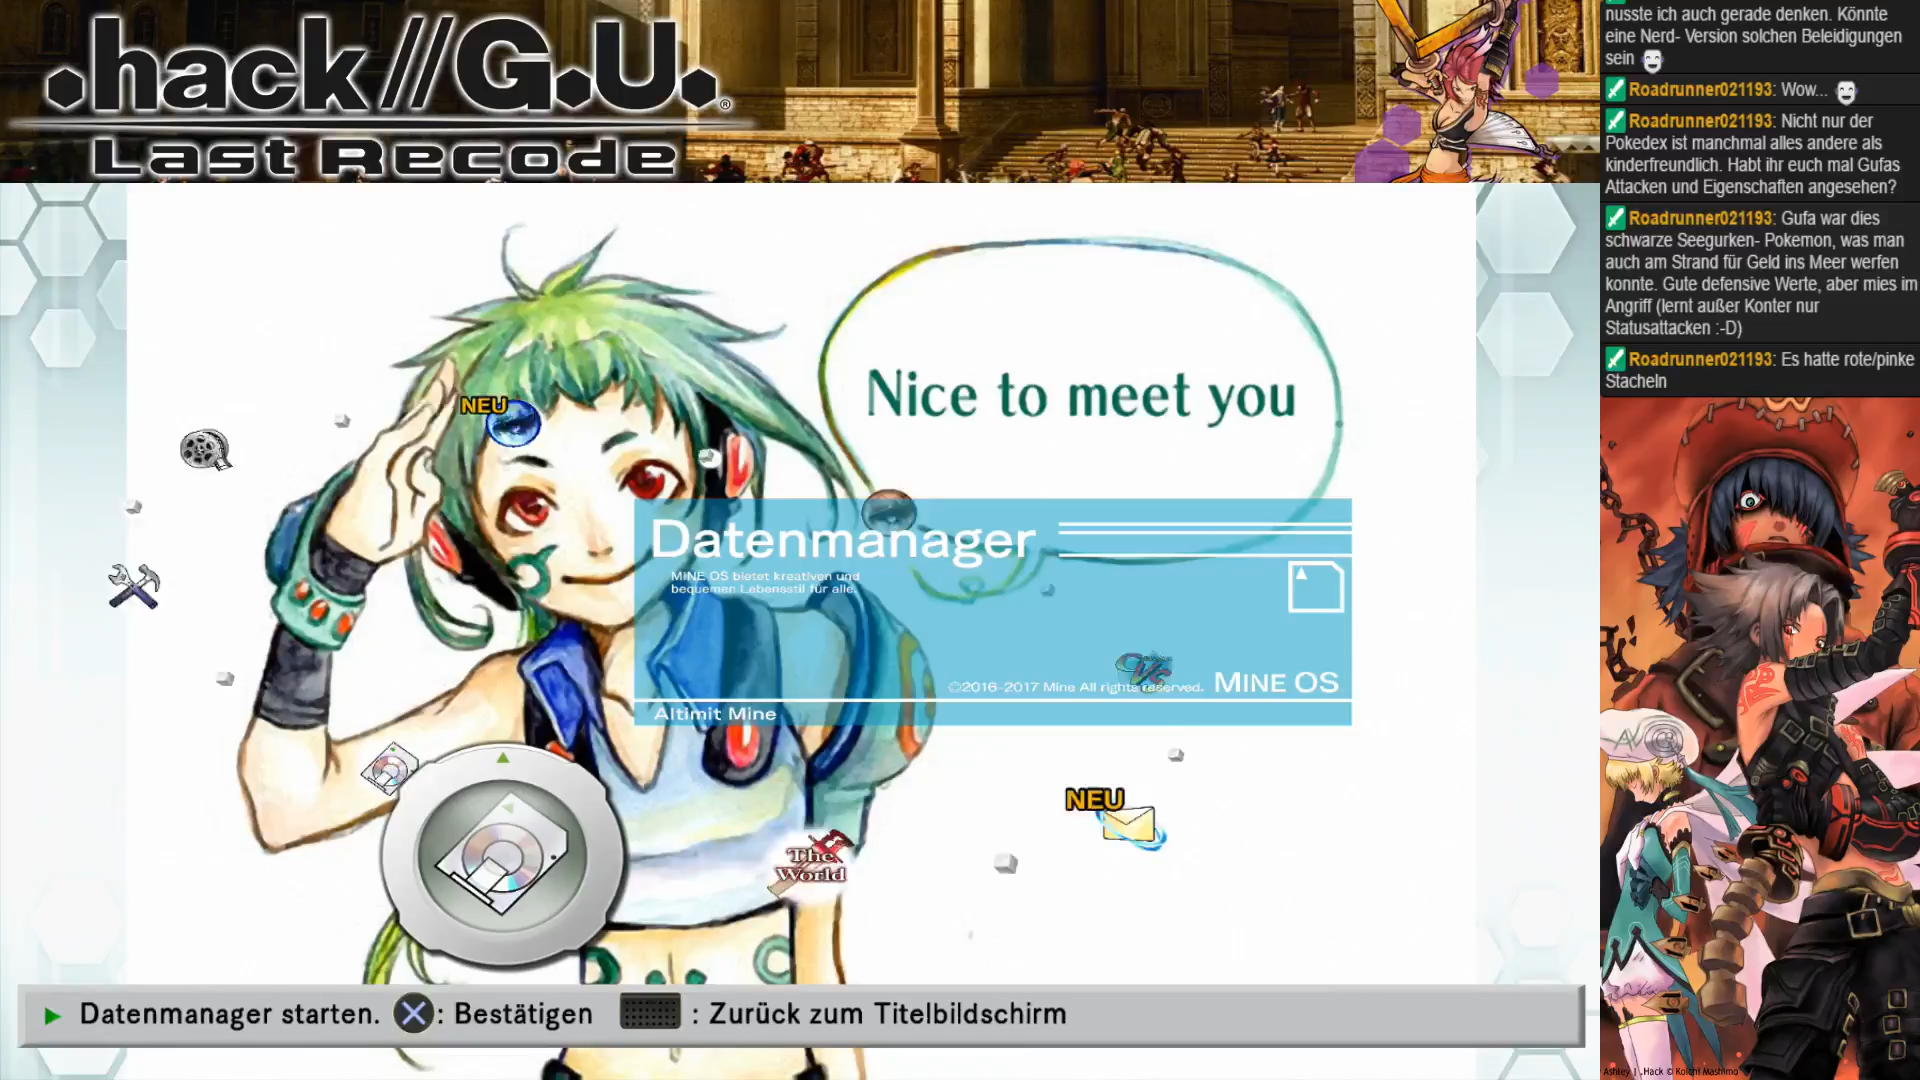 .hack//G.U.®
Last Recode
nusste ich auch gerade denken. Könnte
eine Nerd- Version solchen Beleidigungen
sein
Roadrunner021193: Wow...
Roadrunner021193: Nicht nur der
Pokedex ist manchmal alles andere als
kinderfreundlich. Habt ihr euch mal Gufas
Attacken und Eigenschaften angesehen?
Roadrunner021193: Gufa war dies
schwarze Seegurken- Pokemon, was man
auch am Strand für Geld ins Meer werfen
konnte. Gute defensive Werte, aber mies im
Angriff (lernt außer Konter nur
Statusattacken :-D)
Roadrunner021193: Es hatte rote/pinke
Stacheln
Nice to meet you
NEU
Datenmanager
MINE OS bietet kreativen und
bequemen Lebensstil für alle.
©2016-2017 Mine All rights reserved. MINE OS
Altimit Mine
NEU
The
World
Datenmanager starten. X: Bestätigen : Zurück zum Titelbildschirm
Ashley | .Hack © Koichi Mashimo